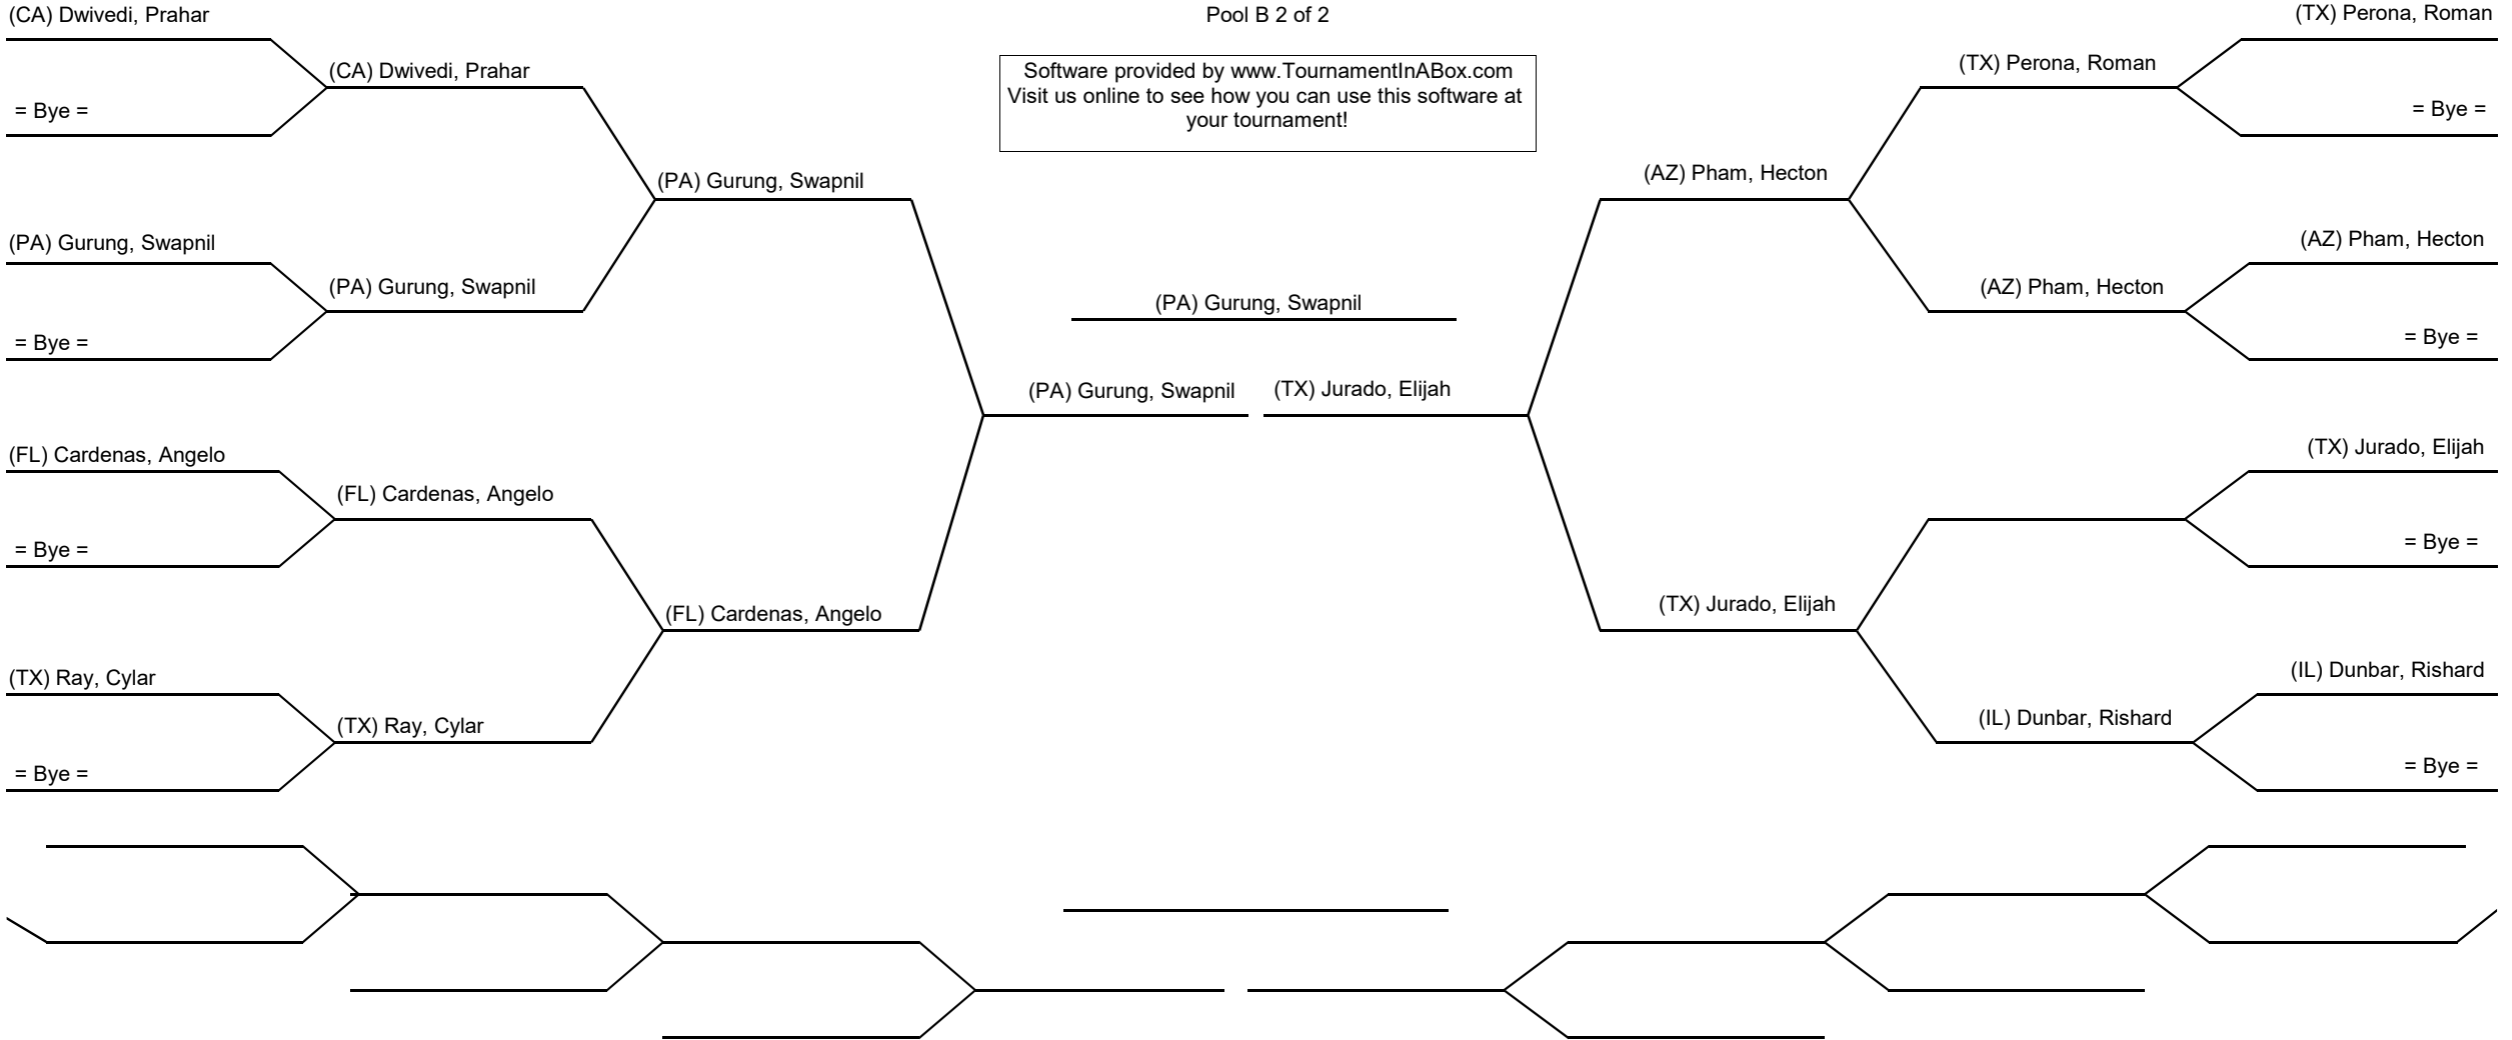 (CA) Dwivedi, Prahar
Pool B 2 of 2
(TX) Perona, Roman
Software provided by www.TournamentInABox.com
Visit us online to see how you can use this software at
your tournament!
(CA) Dwivedi, Prahar
(TX) Perona, Roman
= Bye =
= Bye =
(PA) Gurung, Swapnil
(AZ) Pham, Hecton
(PA) Gurung, Swapnil
(AZ) Pham, Hecton
(PA) Gurung, Swapnil
(AZ) Pham, Hecton
(PA) Gurung, Swapnil
= Bye =
= Bye =
(PA) Gurung, Swapnil
(TX) Jurado, Elijah
(FL) Cardenas, Angelo
(TX) Jurado, Elijah
(FL) Cardenas, Angelo
= Bye =
= Bye =
(FL) Cardenas, Angelo
(TX) Jurado, Elijah
(TX) Ray, Cylar
(IL) Dunbar, Rishard
(TX) Ray, Cylar
(IL) Dunbar, Rishard
= Bye =
= Bye =